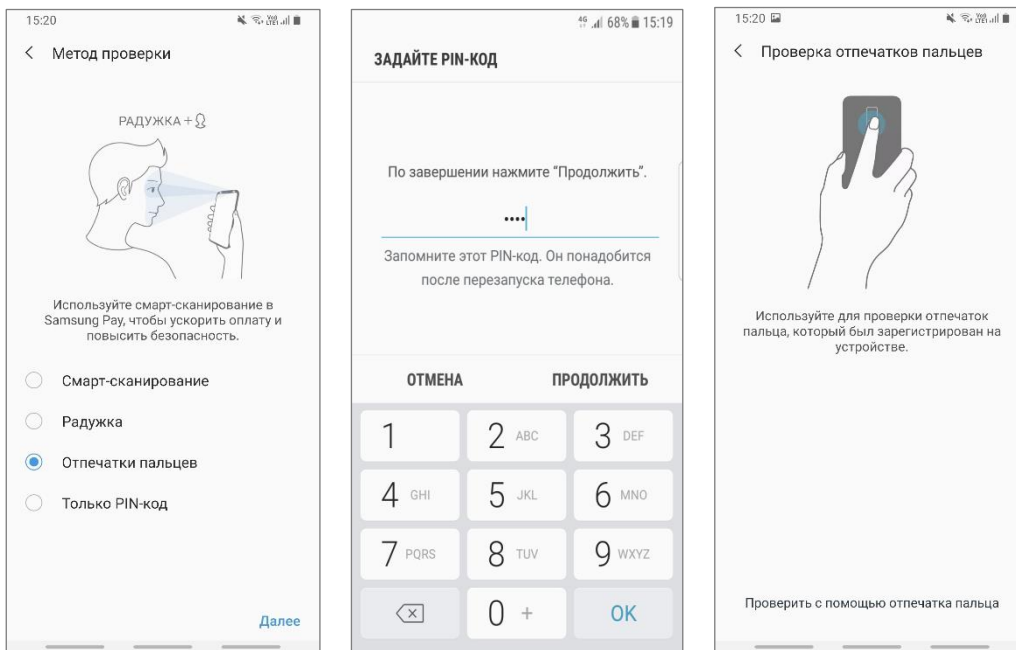 15:20
Метод проверки
РАДУЖКА +
Используйте смарт-сканирование в
Samsung Pay, чтобы ускорить оплату и
повысить безопасность.
Смарт-сканирование
Радужка
Отпечатки пальцев
Только PIN-код
Далее
4G 68% 15:19
ЗАДАЙТЕ PIN-КОД
По завершении нажмите “Продолжить”.
Запомните этот PIN-код. Он понадобится
после перезапуска телефона.
ОТМЕНА ПРОДОЛЖИТЬ
1 2 ABC 3 DEF
4 GHI 5 JKL 6 MNO
7 PQRS 8 TUV 9 WXYZ
0 + OK
15:20
Проверка отпечатков пальцев
Используйте для проверки отпечаток
пальца, который был зарегистрирован на
устройстве.
Проверить с помощью отпечатка пальца